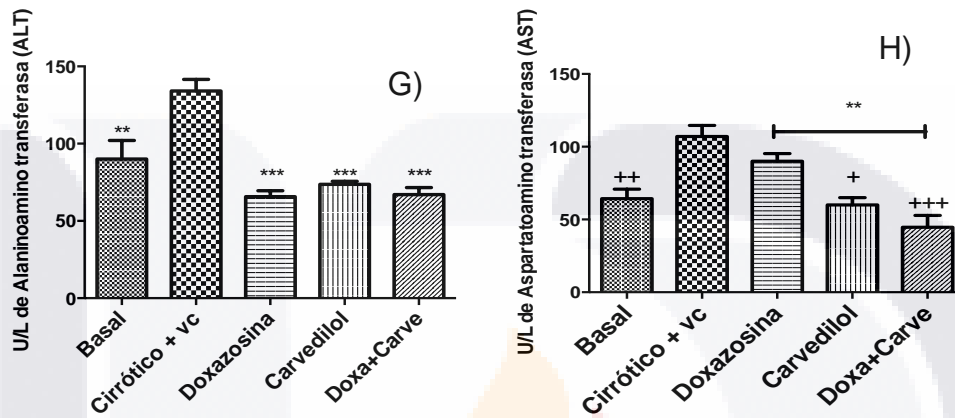 U/L de Alaninoamino transferasa (ALT)
G)
150
100
50
0
**
***
***
***
Basal
Cirrótico + vc
Doxazosina
Carvedilol
Doxa+Carve
U/L de Aspartatoamino transferasa (AST)
H)
150
100
50
0
**
++
+
+++
Basal
Cirrótico + vc
Doxazosina
Carvedilol
Doxa+Carve